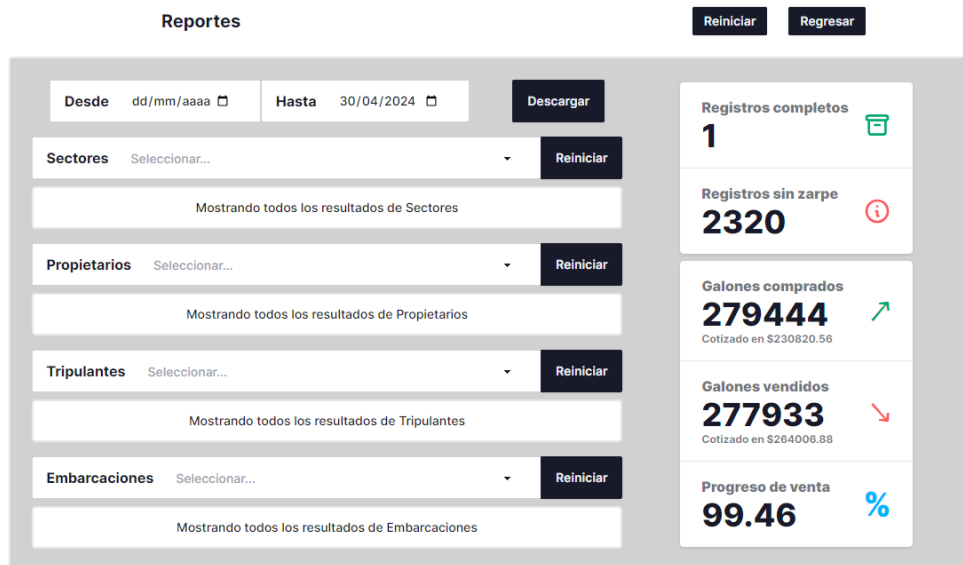 Reportes
Reiniciar
Regresar
Desde dd/mm/aaaa
Hasta 30/04/2024
Descargar
Sectores Seleccionar...
Reiniciar
Mostrando todos los resultados de Sectores
Propietarios Seleccionar...
Reiniciar
Mostrando todos los resultados de Propietarios
Tripulantes Seleccionar...
Reiniciar
Mostrando todos los resultados de Tripulantes
Embarcaciones Seleccionar...
Reiniciar
Mostrando todos los resultados de Embarcaciones
Registros completos
1
Registros sin zarpe
2320
Galones comprados
279444
Cotizado en $230820.56
Galones vendidos
277933
Cotizado en $264006.88
Progreso de venta
99.46
%